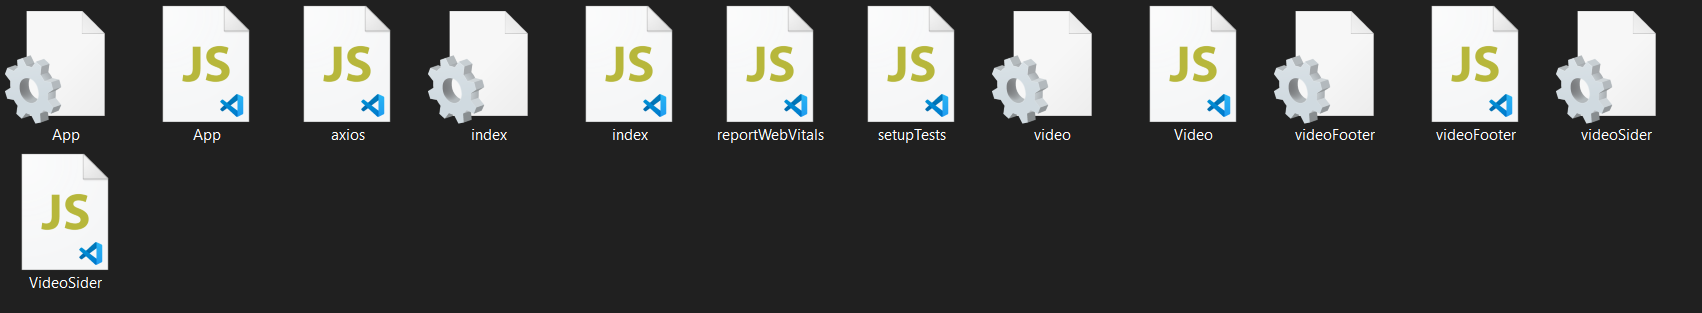 JS JS JS JS JS JS JS
App App axios index index reportWebVitals setupTests video Video videoFooter videoFooter videoSider
JS
VideoSider